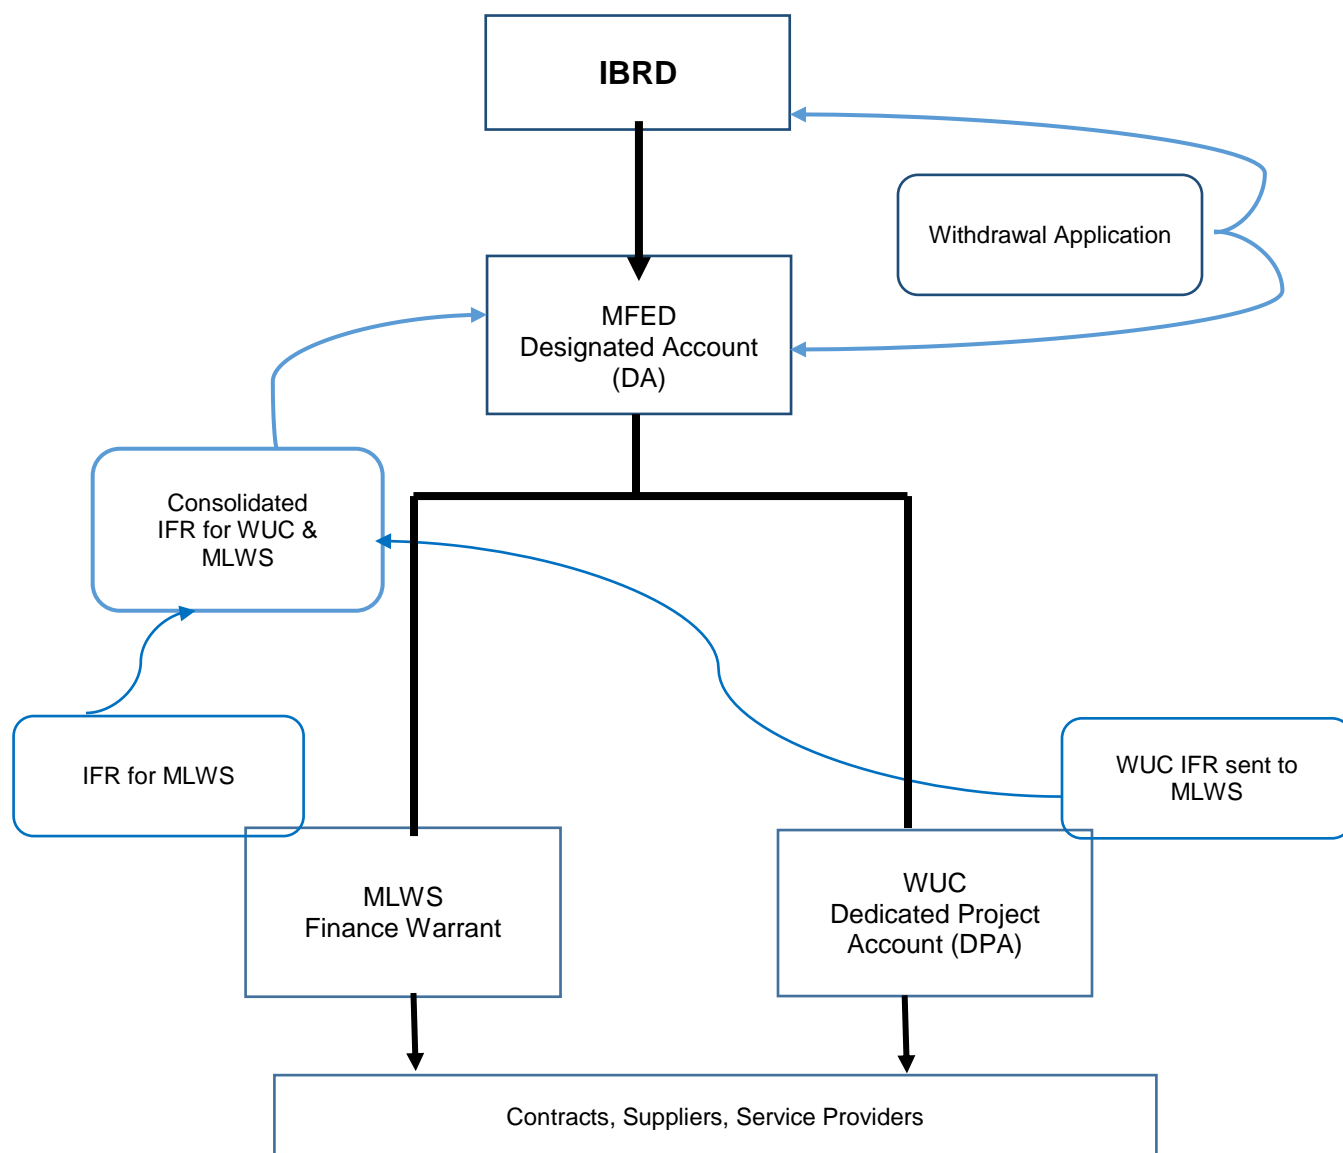 IBRD
Withdrawal Application
MFED
Designated Account
(DA)
Consolidated
IFR for WUC &
MLWS
IFR for MLWS
WUC IFR sent to
MLWS
MLWS
Finance Warrant
WUC
Dedicated Project
Account (DPA)
Contracts, Suppliers, Service Providers